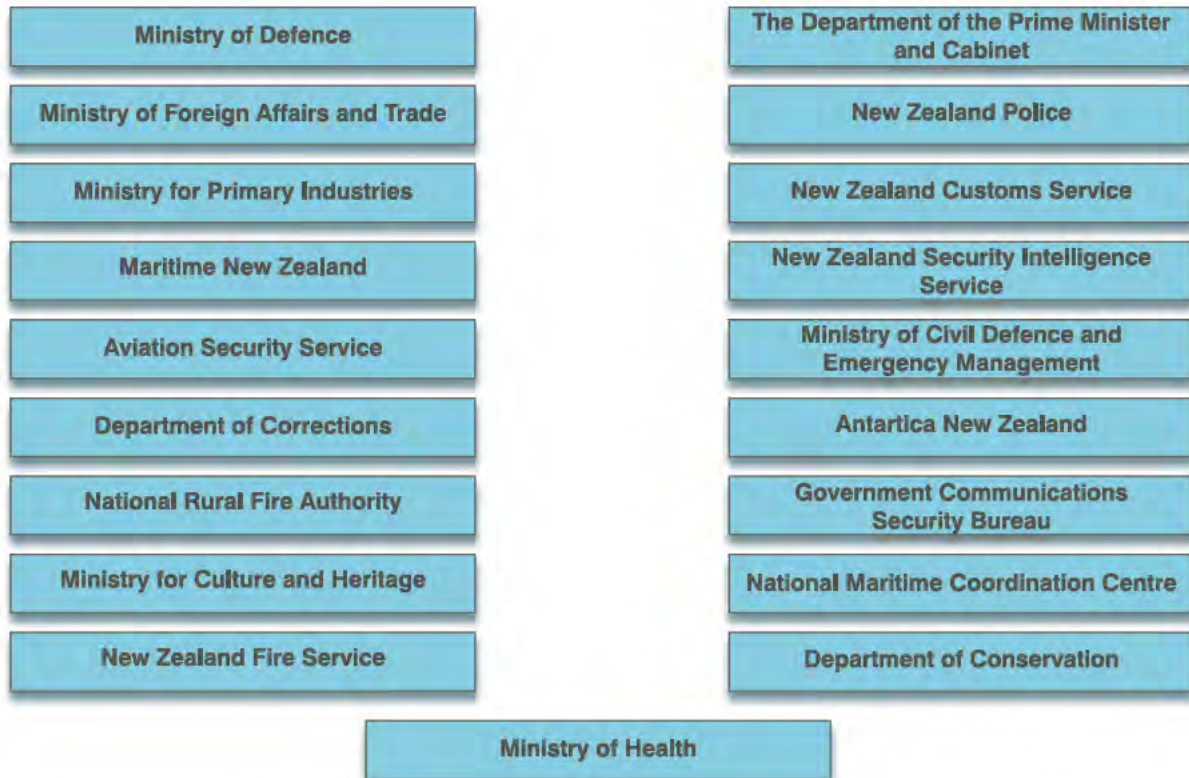 Ministry of Defence
Ministry of Foreign Affairs and Trade
Ministry for Primary Industries
Maritime New Zealand
Aviation Security Service
Department of Corrections
National Rural Fire Authority
Ministry for Culture and Heritage
New Zealand Fire Service
The Department of the Prime Minister
and Cabinet
New Zealand Police
New Zealand Customs Service
New Zealand Security Intelligence
Service
Ministry of Civil Defence and
Emergency Management
Antartica New Zealand
Government Communications
Security Bureau
National Maritime Coordination Centre
Department of Conservation
Ministry of Health